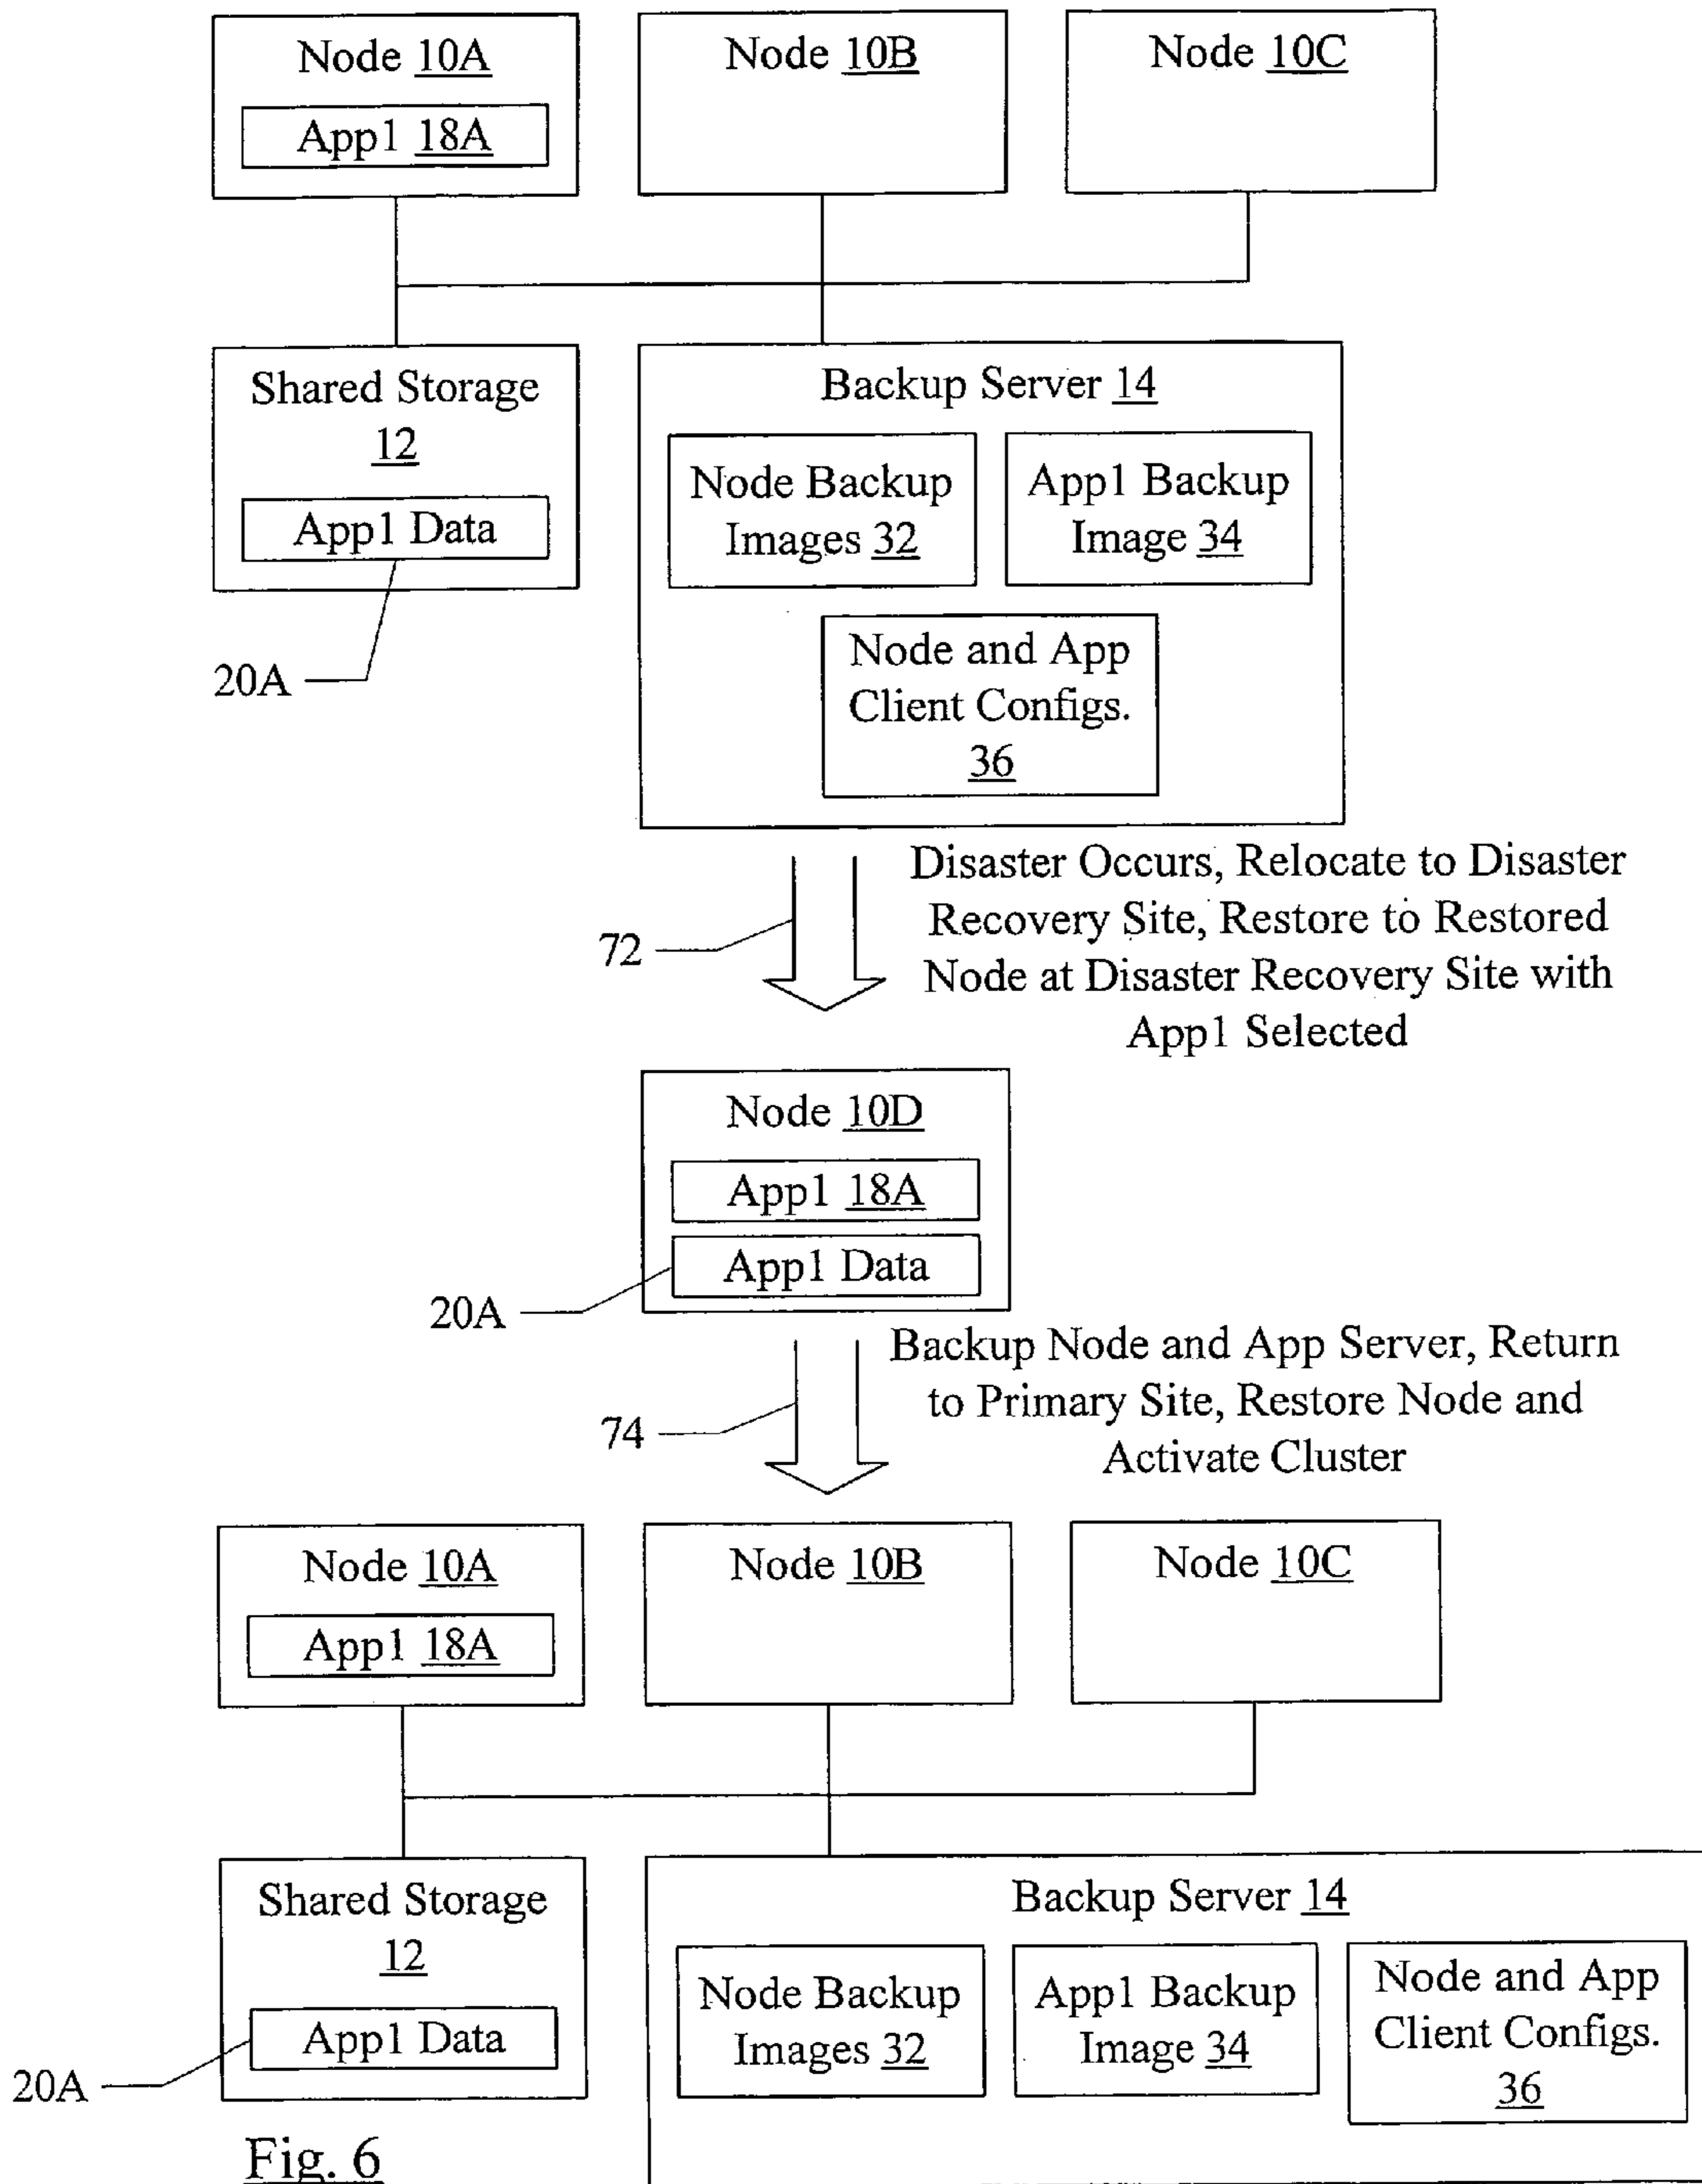 Node 10A
App1 18A
Node 10B
Node 10C
Shared Storage
12
App1 Data
20A
Backup Server 14
Node Backup
Images 32
App1 Backup
Image 34
Node and App
Client Configs.
36
72
Disaster Occurs, Relocate to Disaster
Recovery Site, Restore to Restored
Node at Disaster Recovery Site with
App1 Selected
Node 10D
App1 18A
App1 Data
20A
74
Backup Node and App Server, Return
to Primary Site, Restore Node and
Activate Cluster
Node 10A
App1 18A
Node 10B
Node 10C
Shared Storage
12
App1 Data
20A
Backup Server 14
Node Backup
Images 32
App1 Backup
Image 34
Node and App
Client Configs.
36
Fig. 6